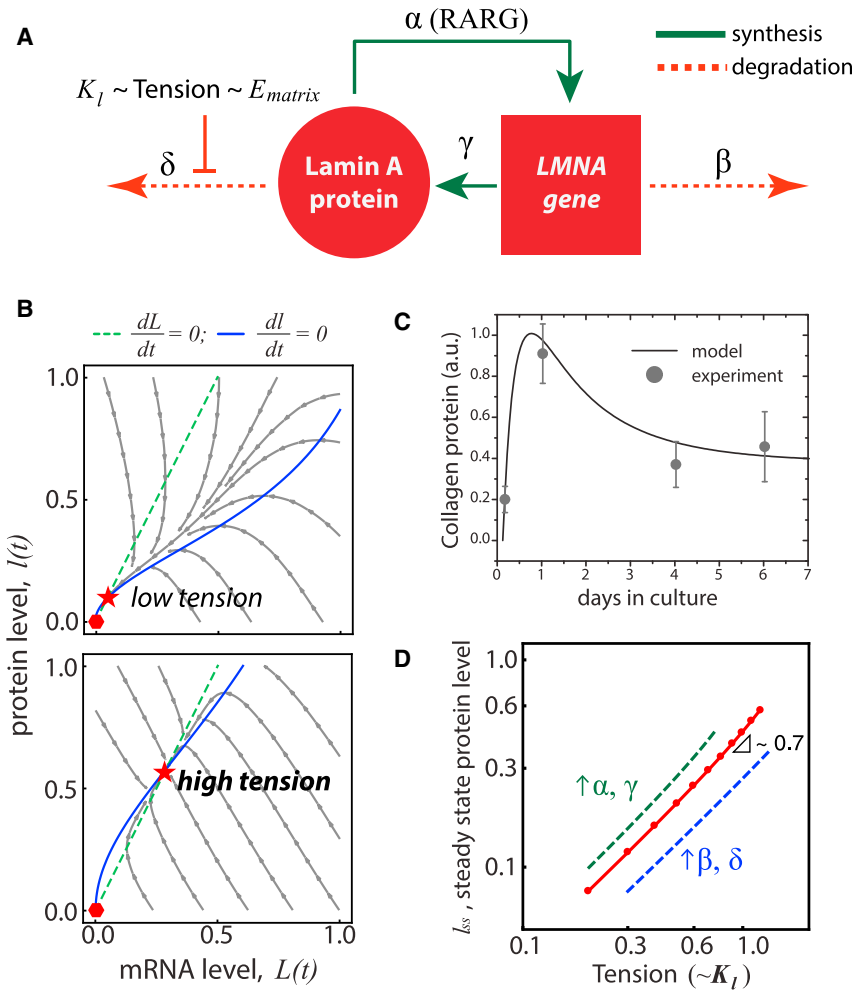 A
α (RARG)
synthesis
degradation
K_l ~ Tension ~ E_matrix
δ
Lamin A
protein
γ
LMNA
gene
β
B
dL/dt = 0; dl/dt = 0
protein level, l(t)
1.0
0.5
0.0
low tension
1.0
0.5
0.0
high tension
0.0 0.5 1.0
mRNA level, L(t)
C
Collagen protein (a.u.)
1.0
0.8
0.6
0.4
0.2
0.0
model
experiment
0 1 2 3 4 5 6 7
days in culture
D
l_ss , steady state protein level
1.0
0.6
0.3
0.1
~ 0.7
↑α, γ
↑β, δ
0.1 0.3 0.6 1.0
Tension (~K_l)